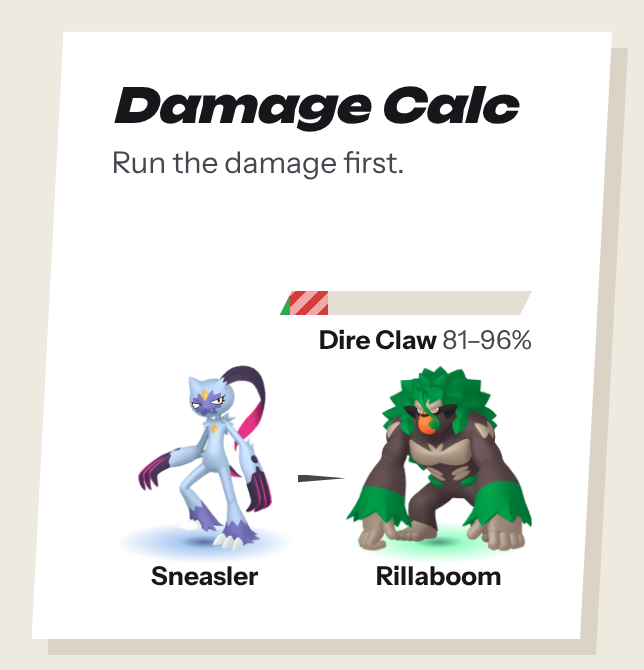 Damage Calc
Run the damage first.
Dire Claw 81–96%
Sneasler
Rillaboom